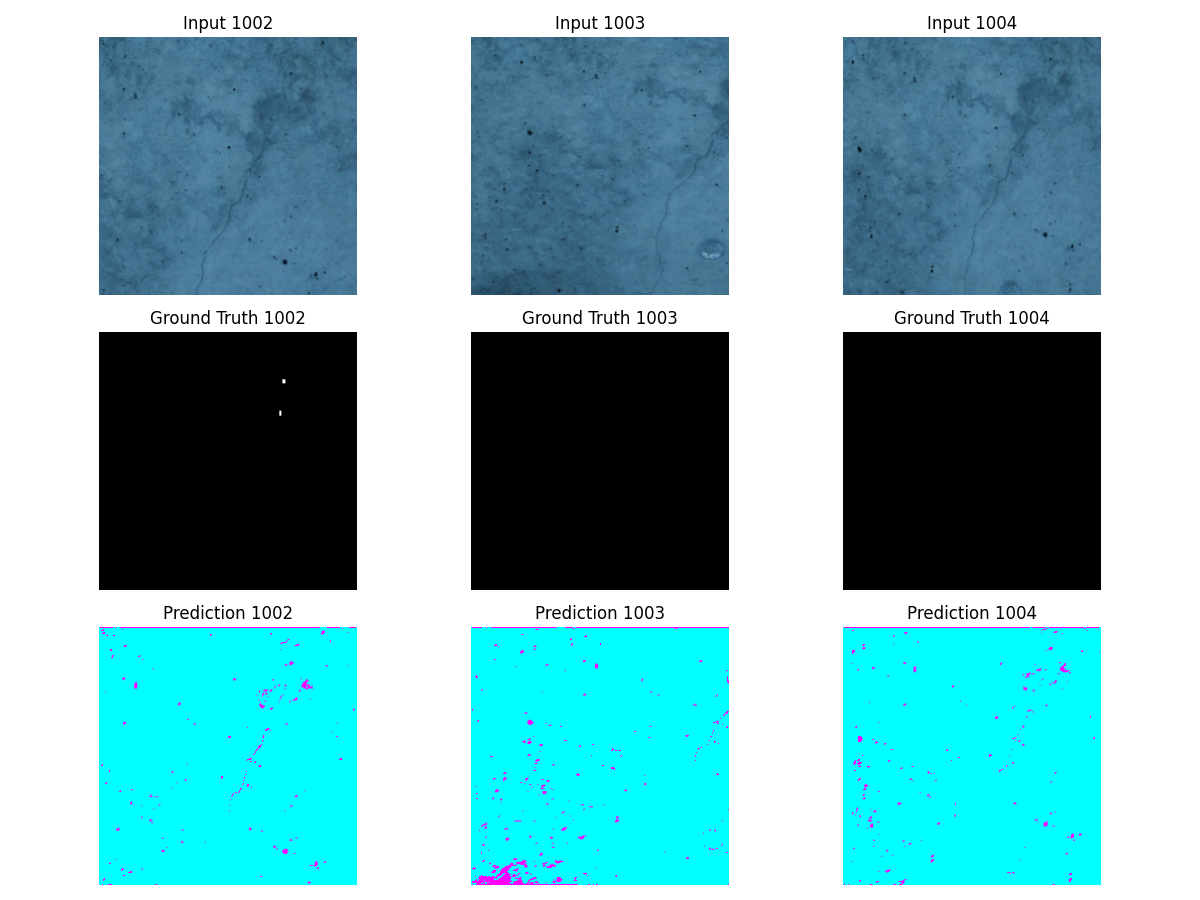 Input 1002
Input 1003
Input 1004
Ground Truth 1002
Ground Truth 1003
Ground Truth 1004
Prediction 1002
Prediction 1003
Prediction 1004